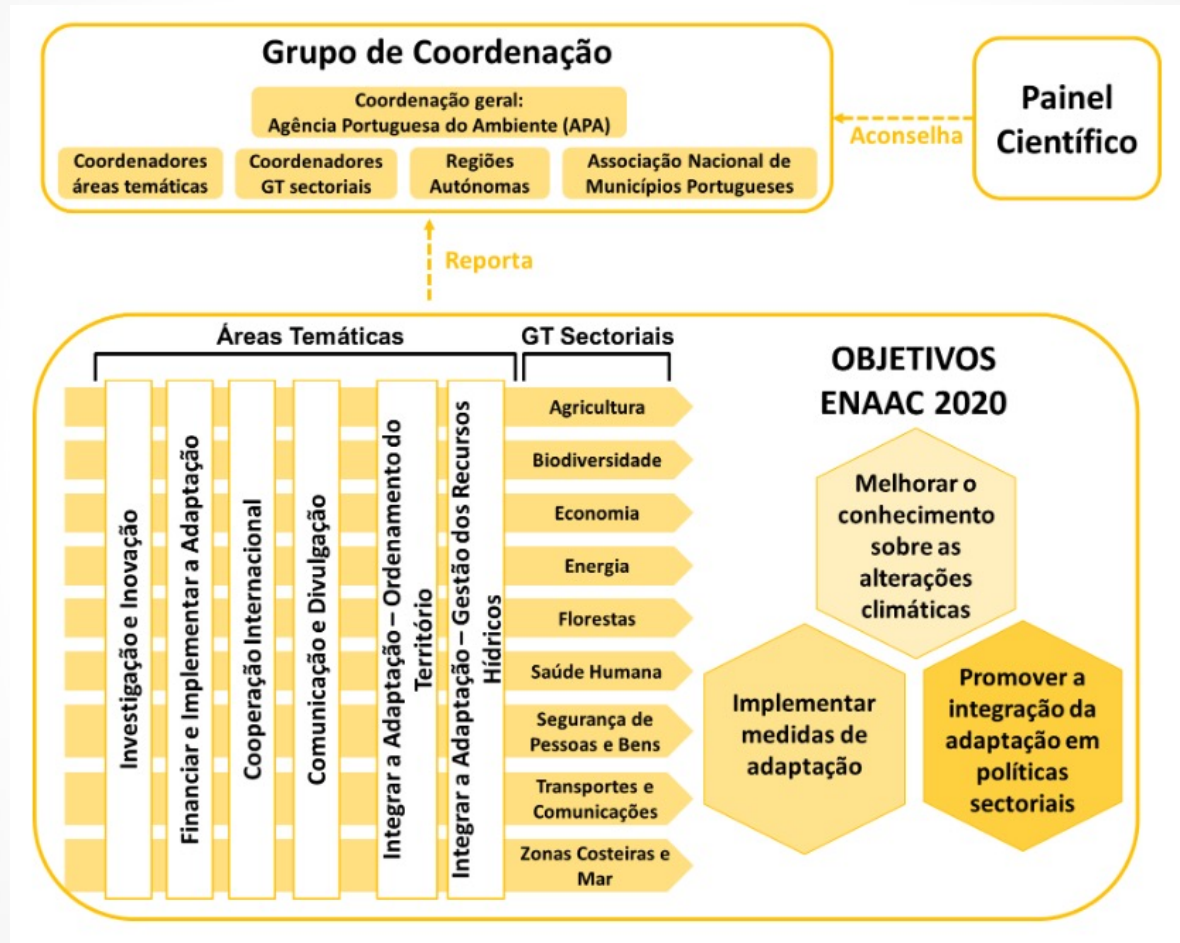 Grupo de Coordenação
Coordenação geral:
Agência Portuguesa do Ambiente (APA)
Coordenadores
áreas temáticas
Coordenadores
GT sectoriais
Regiões
Autónomas
Associação Nacional de
Municípios Portugueses
Painel
Científico
Aconselha
Reporta
Áreas Temáticas
GT Sectoriais
Investigação e Inovação
Financiar e Implementar a Adaptação
Cooperação Internacional
Comunicação e Divulgação
Integrar a Adaptação – Ordenamento do
Território
Integrar a Adaptação – Gestão dos Recursos
Hídricos
Agricultura
Biodiversidade
Economia
Energia
Florestas
Saúde Humana
Segurança de
Pessoas e Bens
Transportes e
Comunicações
Zonas Costeiras e
Mar
OBJETIVOS
ENAAC 2020
Melhorar o
conhecimento
sobre as
alterações
climáticas
Implementar
medidas de
adaptação
Promover a
integração da
adaptação em
políticas
sectoriais